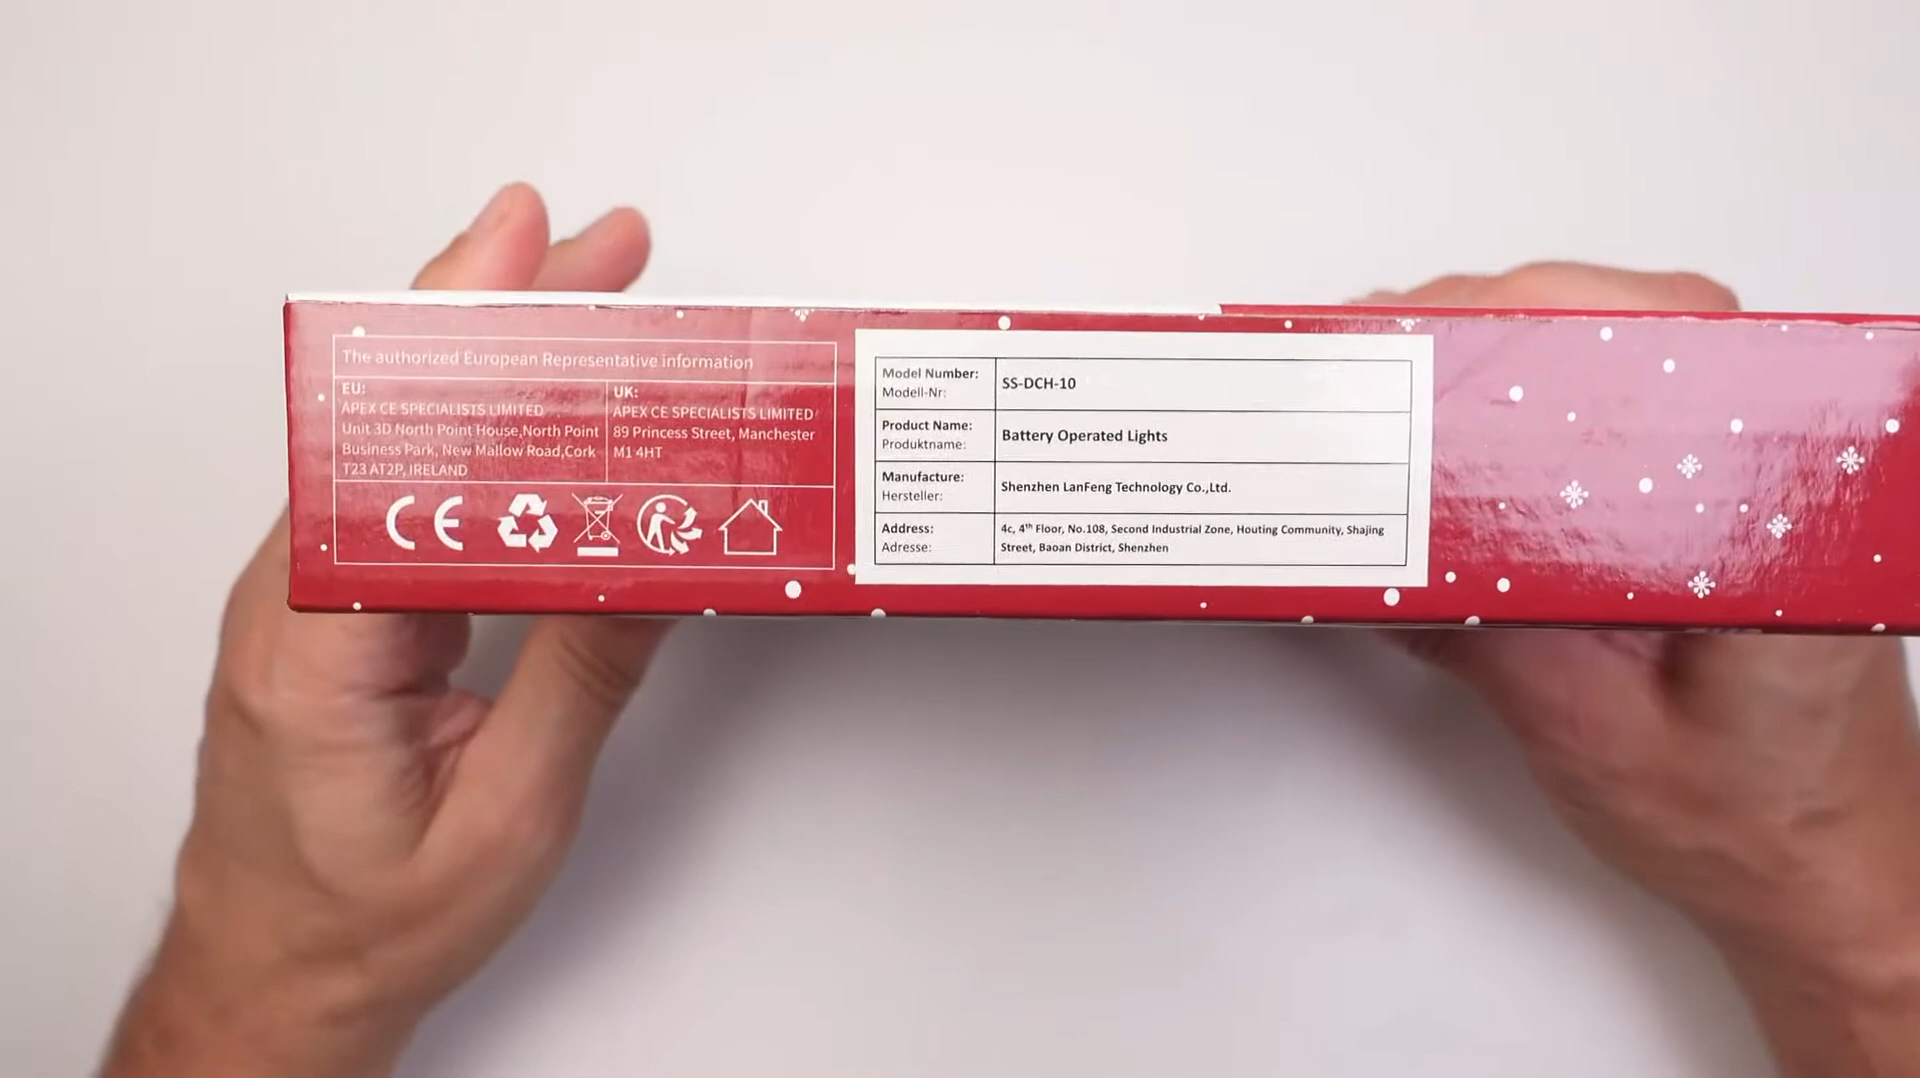 The authorized European Representative information
EU:
APEX CE SPECIALISTS LIMITED
Unit 3D North Point House,North Point
Business Park, New Mallow Road,Cork
T23 AT2P, IRELAND
UK:
APEX CE SPECIALISTS LIMITED
89 Princess Street, Manchester
M1 4HT
CE
Model Number: SS-DCH-10
Modell-Nr:
Product Name: Battery Operated Lights
Produktname:
Manufacture: Shenzhen LanFeng Technology Co.,Ltd.
Hersteller:
Address: 4c, 4th Floor, No.108, Second Industrial Zone, Houting Community, Shajing
Adresse: Street, Baoan District, Shenzhen